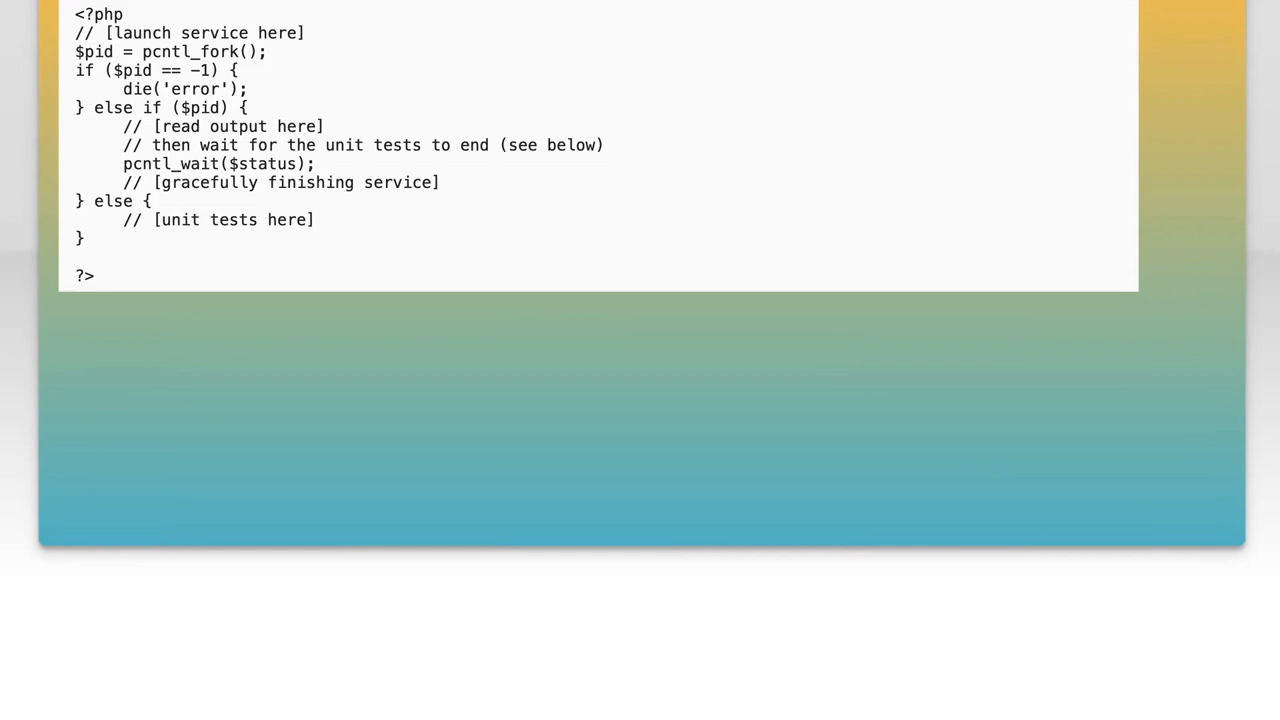 <?php
// [launch service here]
$pid = pcntl_fork();
if ($pid == -1) {
     die('error');
} else if ($pid) {
     // [read output here]
     // then wait for the unit tests to end (see below)
     pcntl_wait($status);
     // [gracefully finishing service]
} else {
     // [unit tests here]
}
?>